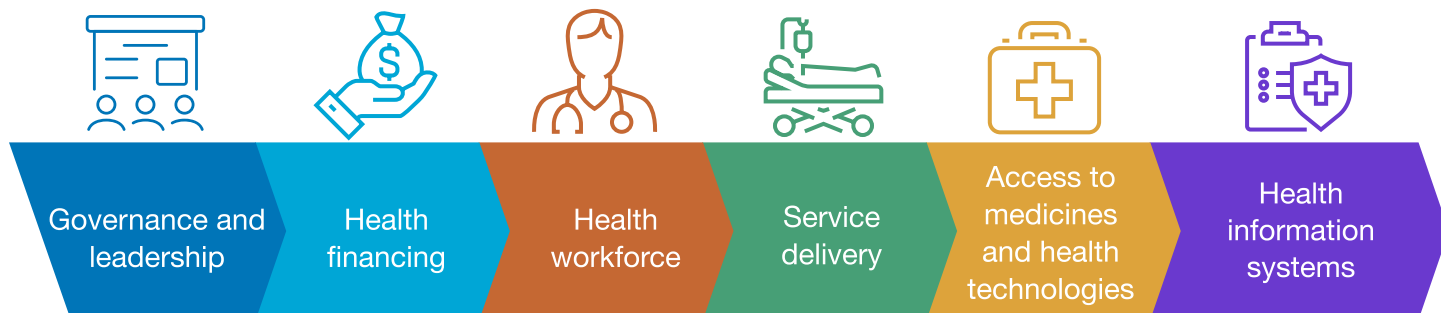 $
Governance and
leadership
Health
financing
Health
workforce
Service
delivery
Access to
medicines
and health
technologies
Health
information
systems